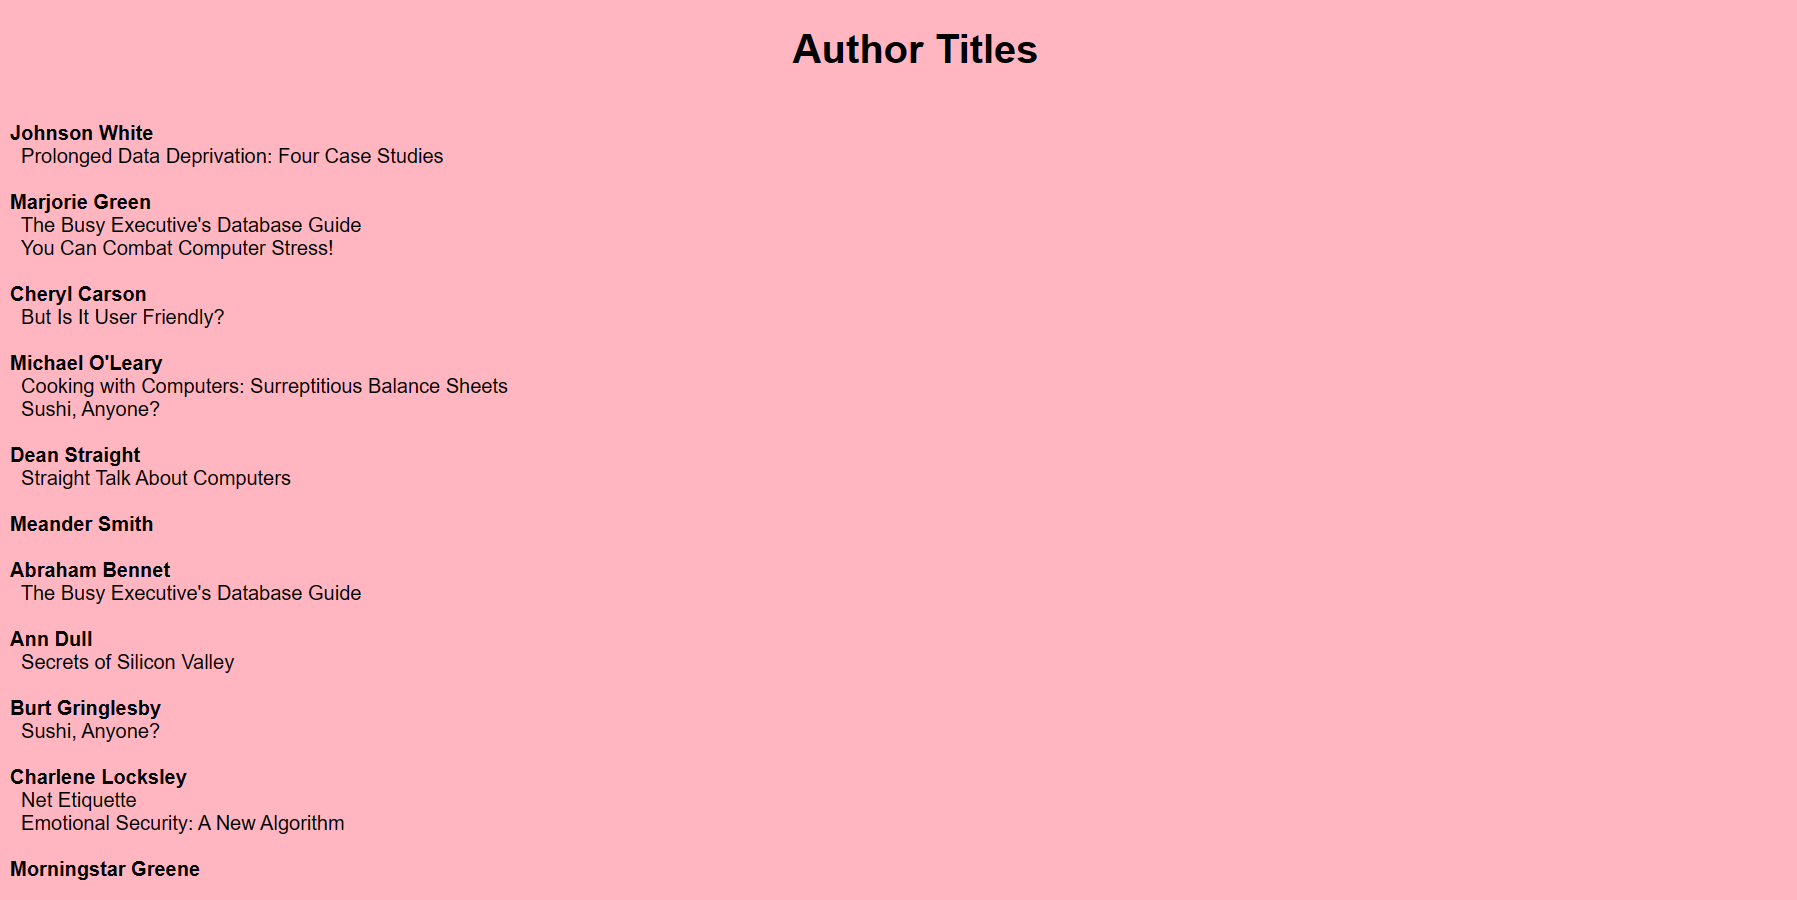 Author Titles
Johnson White
Prolonged Data Deprivation: Four Case Studies
Marjorie Green
The Busy Executive's Database Guide
You Can Combat Computer Stress!
Cheryl Carson
But Is It User Friendly?
Michael O'Leary
Cooking with Computers: Surreptitious Balance Sheets
Sushi, Anyone?
Dean Straight
Straight Talk About Computers
Meander Smith
Abraham Bennet
The Busy Executive's Database Guide
Ann Dull
Secrets of Silicon Valley
Burt Gringlesby
Sushi, Anyone?
Charlene Locksley
Net Etiquette
Emotional Security: A New Algorithm
Morningstar Greene